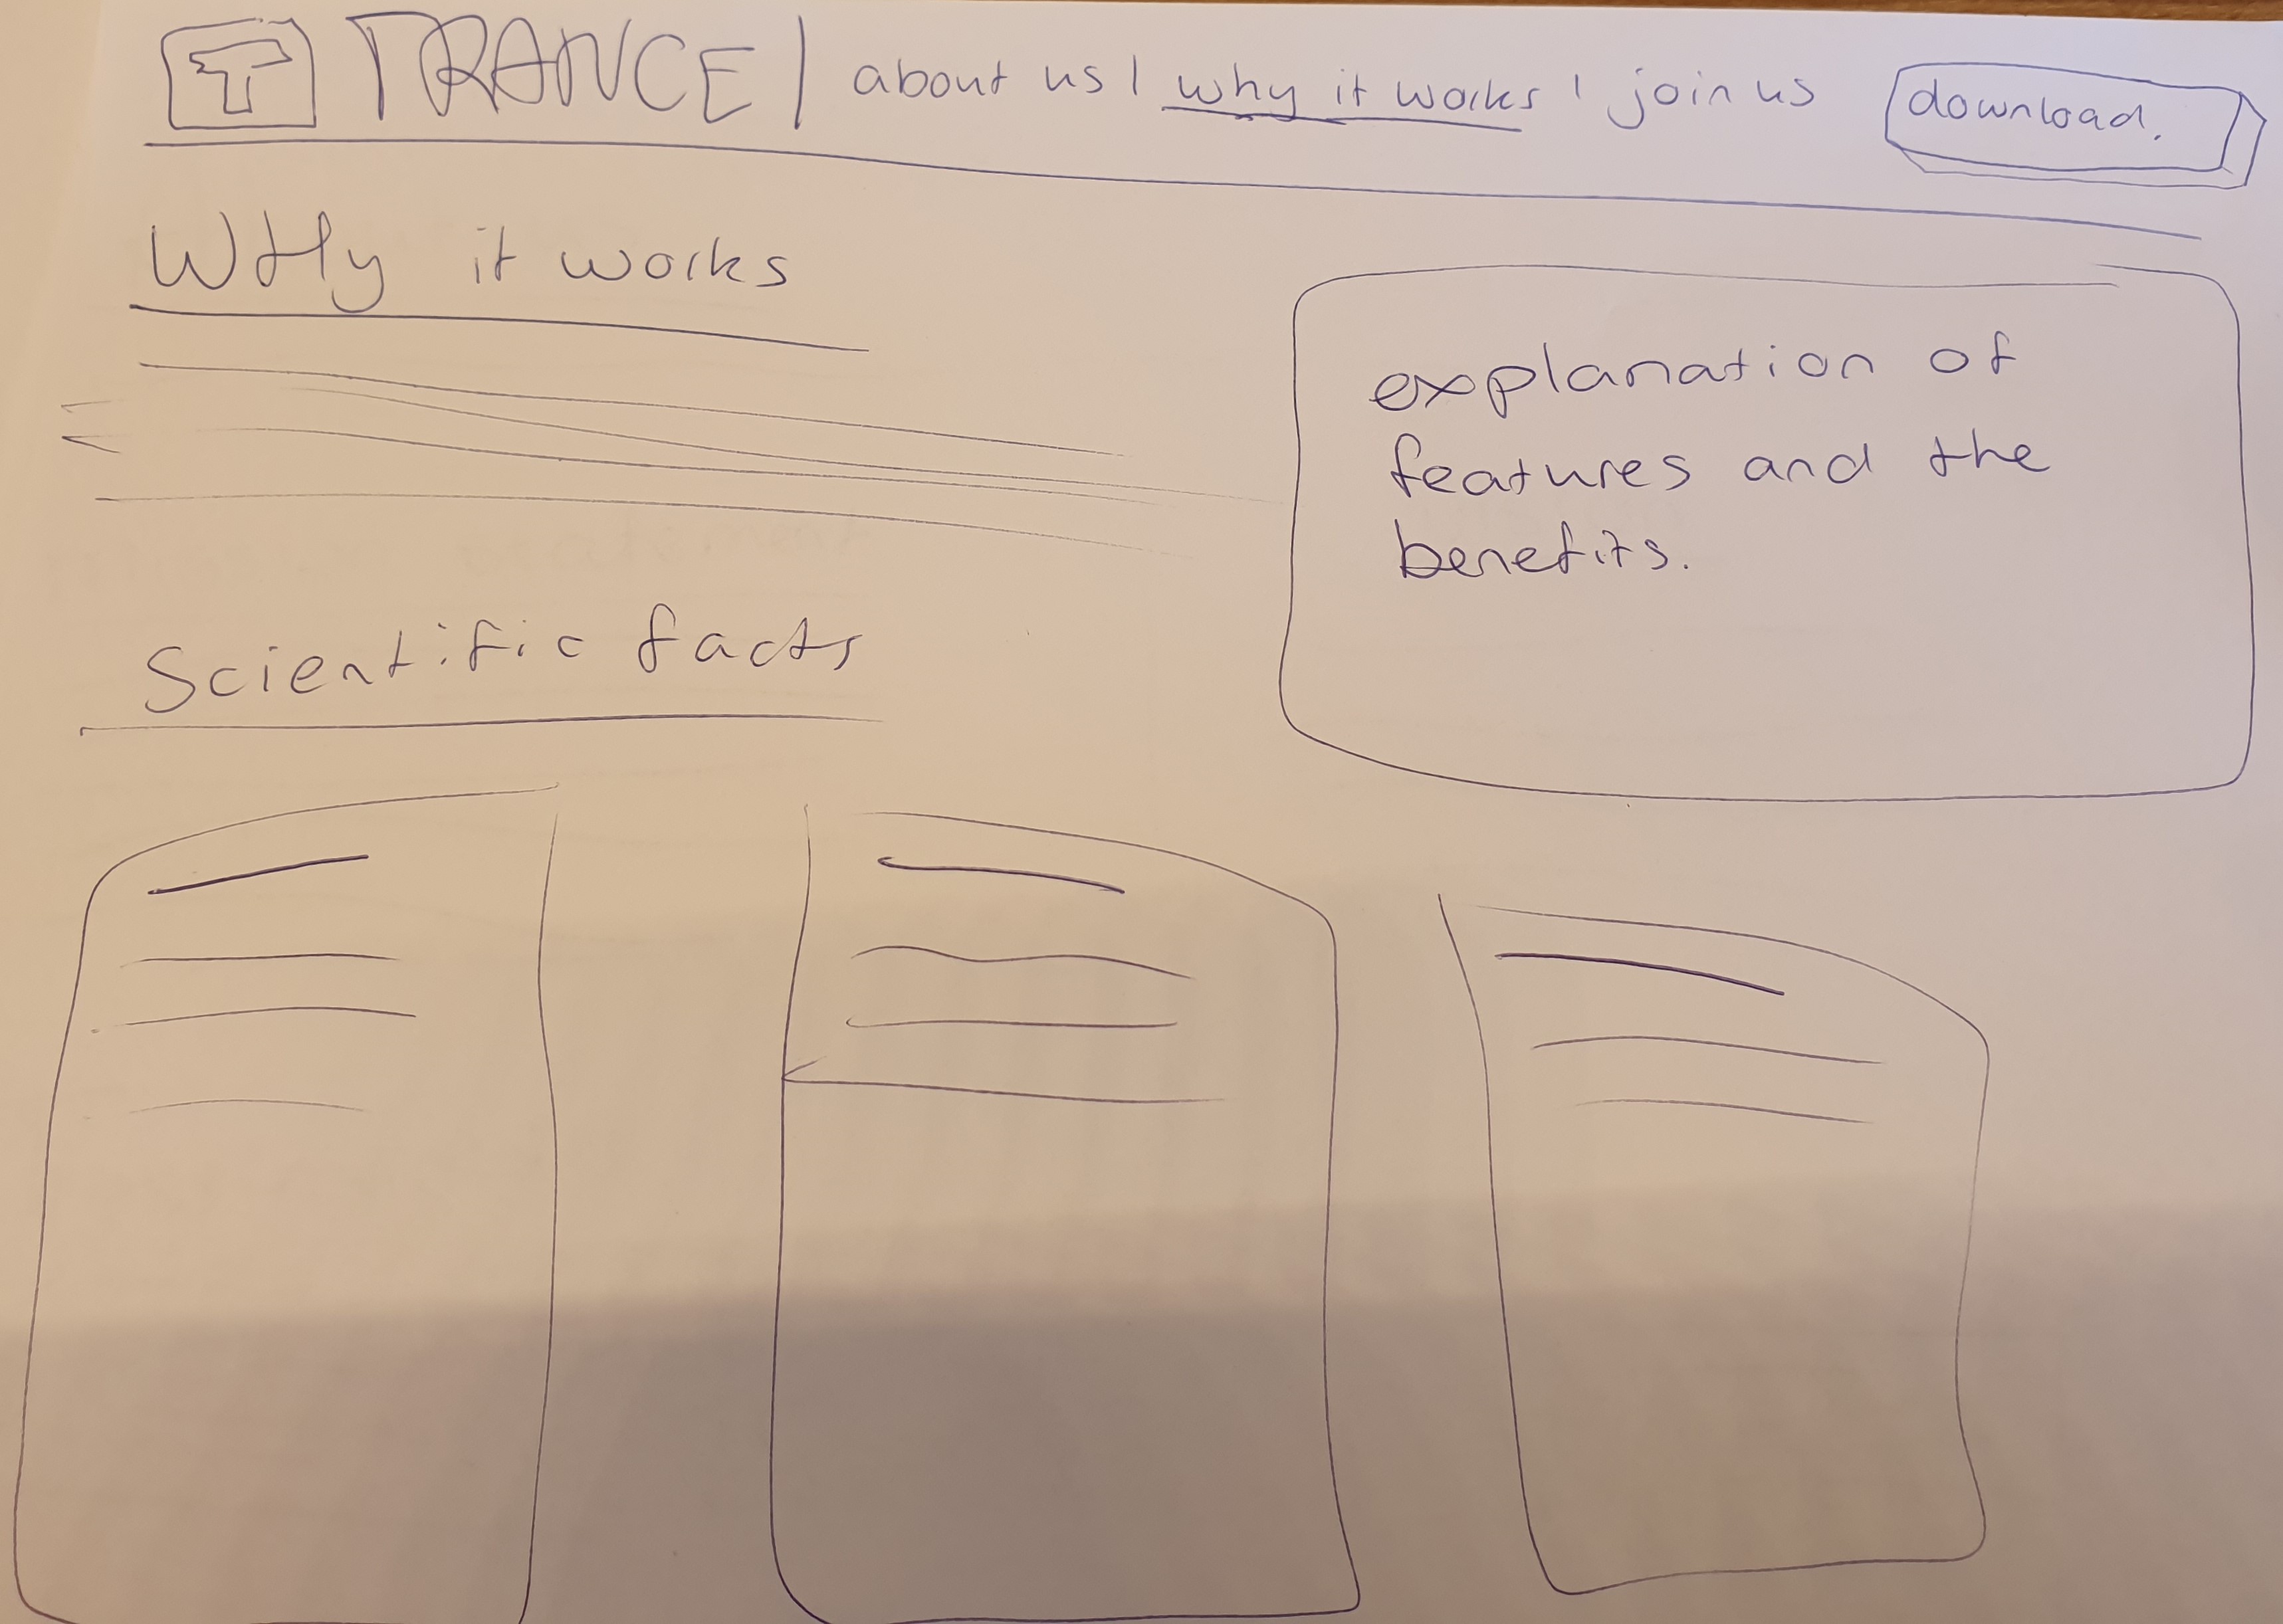 T TRANCE | about us | why it works | join us download.
WHy it works
explanation of
features and the
benefits.
Scientific facts